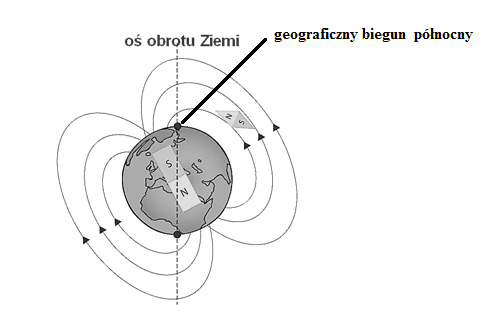 geograficzny biegun północny
oś obrotu Ziemi
N
S
S
N